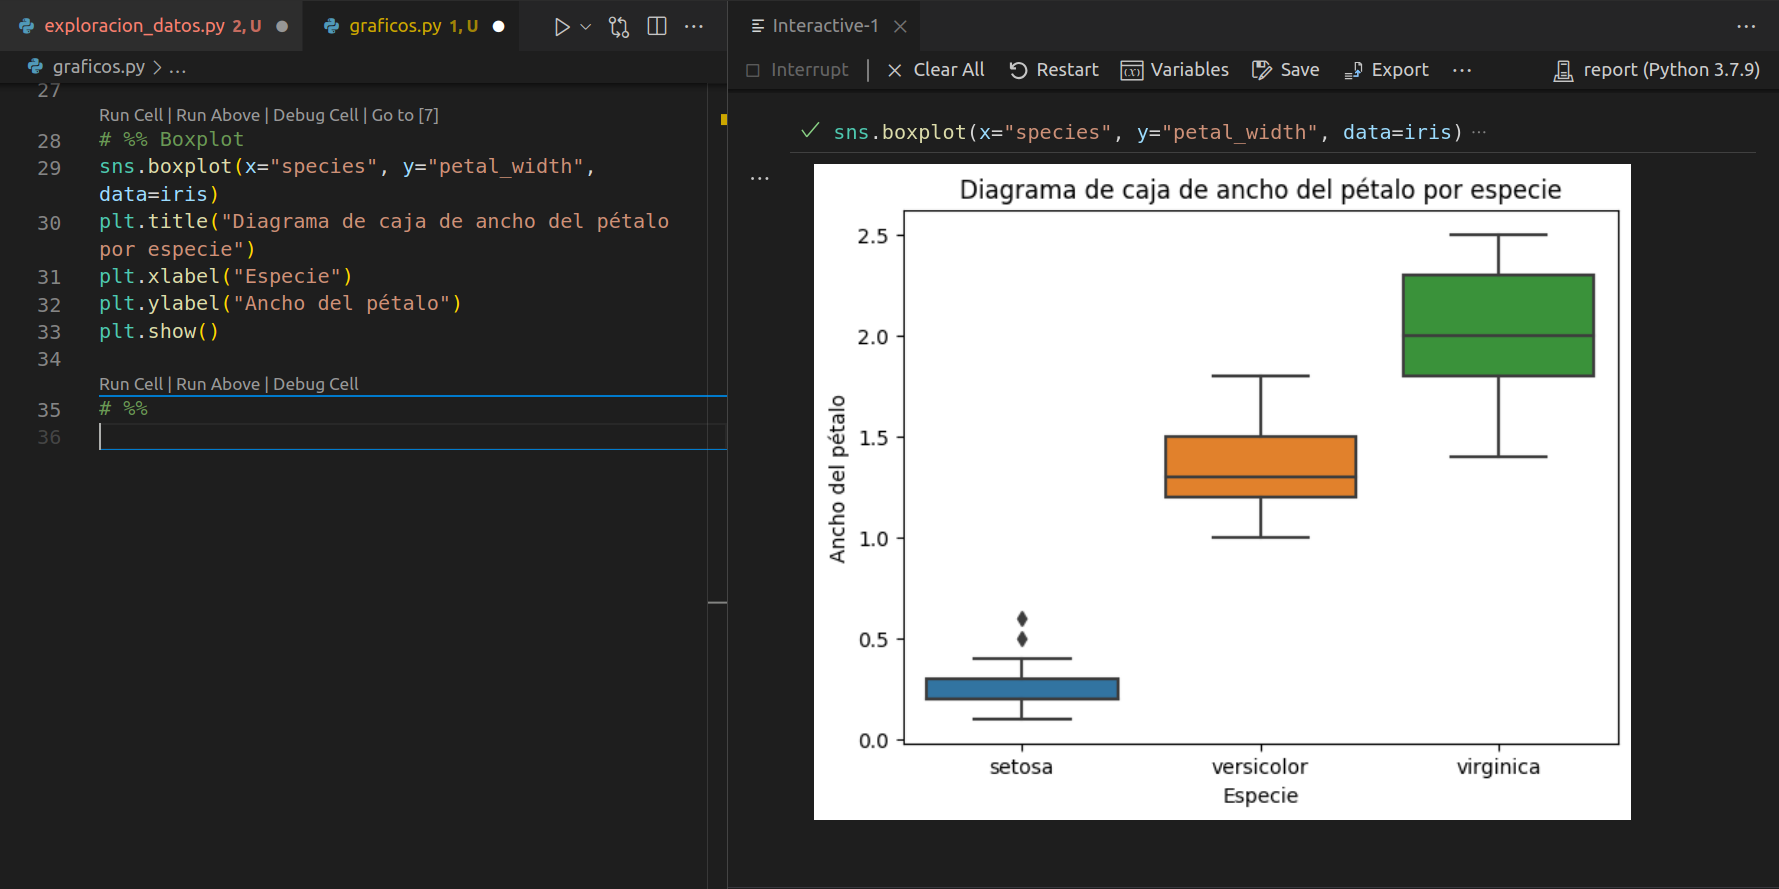 exploracion_datos.py 2, U
graficos.py 1, U
Interactive-1
graficos.py > ...
Interrupt | Clear All Restart Variables Save Export ... report (Python 3.7.9)
27
Run Cell | Run Above | Debug Cell | Go to [7]
28 # %% Boxplot
29 sns.boxplot(x="species", y="petal_width",
data=iris)
30 plt.title("Diagrama de caja de ancho del pétalo
por especie")
31 plt.xlabel("Especie")
32 plt.ylabel("Ancho del pétalo")
33 plt.show()
34
Run Cell | Run Above | Debug Cell
35 # %%
36
sns.boxplot(x="species", y="petal_width", data=iris) ...
Diagrama de caja de ancho del pétalo por especie
2.5
2.0
1.5
1.0
0.5
0.0
Ancho del pétalo
setosa versicolor virginica
Especie